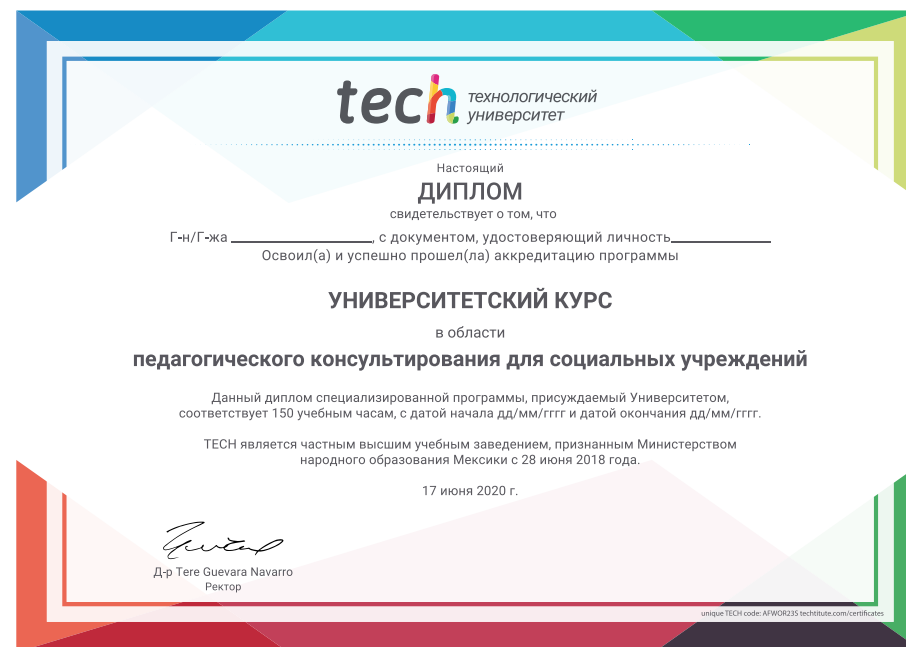 tech технологический
университет
Настоящий
ДИПЛОМ
свидетельствует о том, что
Г-н/Г-жа ____________________, с документом, удостоверяющий личность______________
Освоил(а) и успешно прошел(ла) аккредитацию программы
УНИВЕРСИТЕТСКИЙ КУРС
в области
педагогического консультирования для социальных учреждений
Данный диплом специализированной программы, присуждаемый Университетом,
соответствует 150 учебным часам, с датой начала дд/мм/гггг и датой окончания дд/мм/гггг.
TECH является частным высшим учебным заведением, признанным Министерством
народного образования Мексики с 28 июня 2018 года.
17 июня 2020 г.
Д-р Tere Guevara Navarro
Ректор
unique TECH code: AFWOR23S techtitute.com/certificates